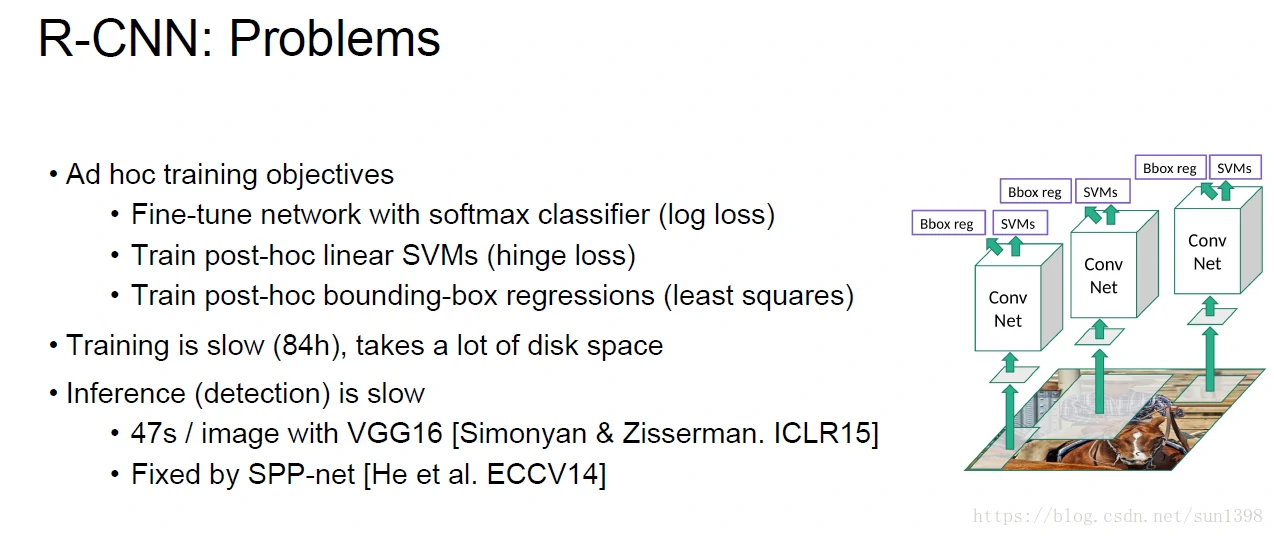 R-CNN: Problems
• Ad hoc training objectives
• Fine-tune network with softmax classifier (log loss)
• Train post-hoc linear SVMs (hinge loss)
• Train post-hoc bounding-box regressions (least squares)
• Training is slow (84h), takes a lot of disk space
• Inference (detection) is slow
• 47s / image with VGG16 [Simonyan & Zisserman. ICLR15]
• Fixed by SPP-net [He et al. ECCV14]
Bbox reg SVMs
Conv
Net
Bbox reg SVMs
Conv
Net
Bbox reg SVMs
Conv
Net
https://blog.csdn.net/sun1398